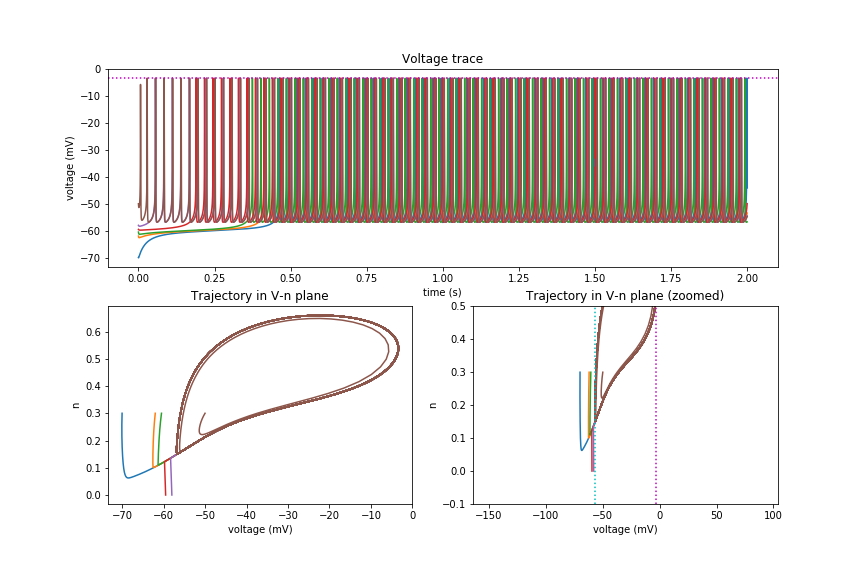 Voltage trace
voltage (mV)
0
−10
−20
−30
−40
−50
−60
−70
0.00 0.25 0.50 0.75 1.00 1.25 1.50 1.75 2.00
time (s)
Trajectory in V-n plane
n
0.6
0.5
0.4
0.3
0.2
0.1
0.0
−70 −60 −50 −40 −30 −20 −10 0
voltage (mV)
Trajectory in V-n plane (zoomed)
n
0.5
0.4
0.3
0.2
0.1
0.0
−0.1
−150 −100 −50 0 50 100
voltage (mV)